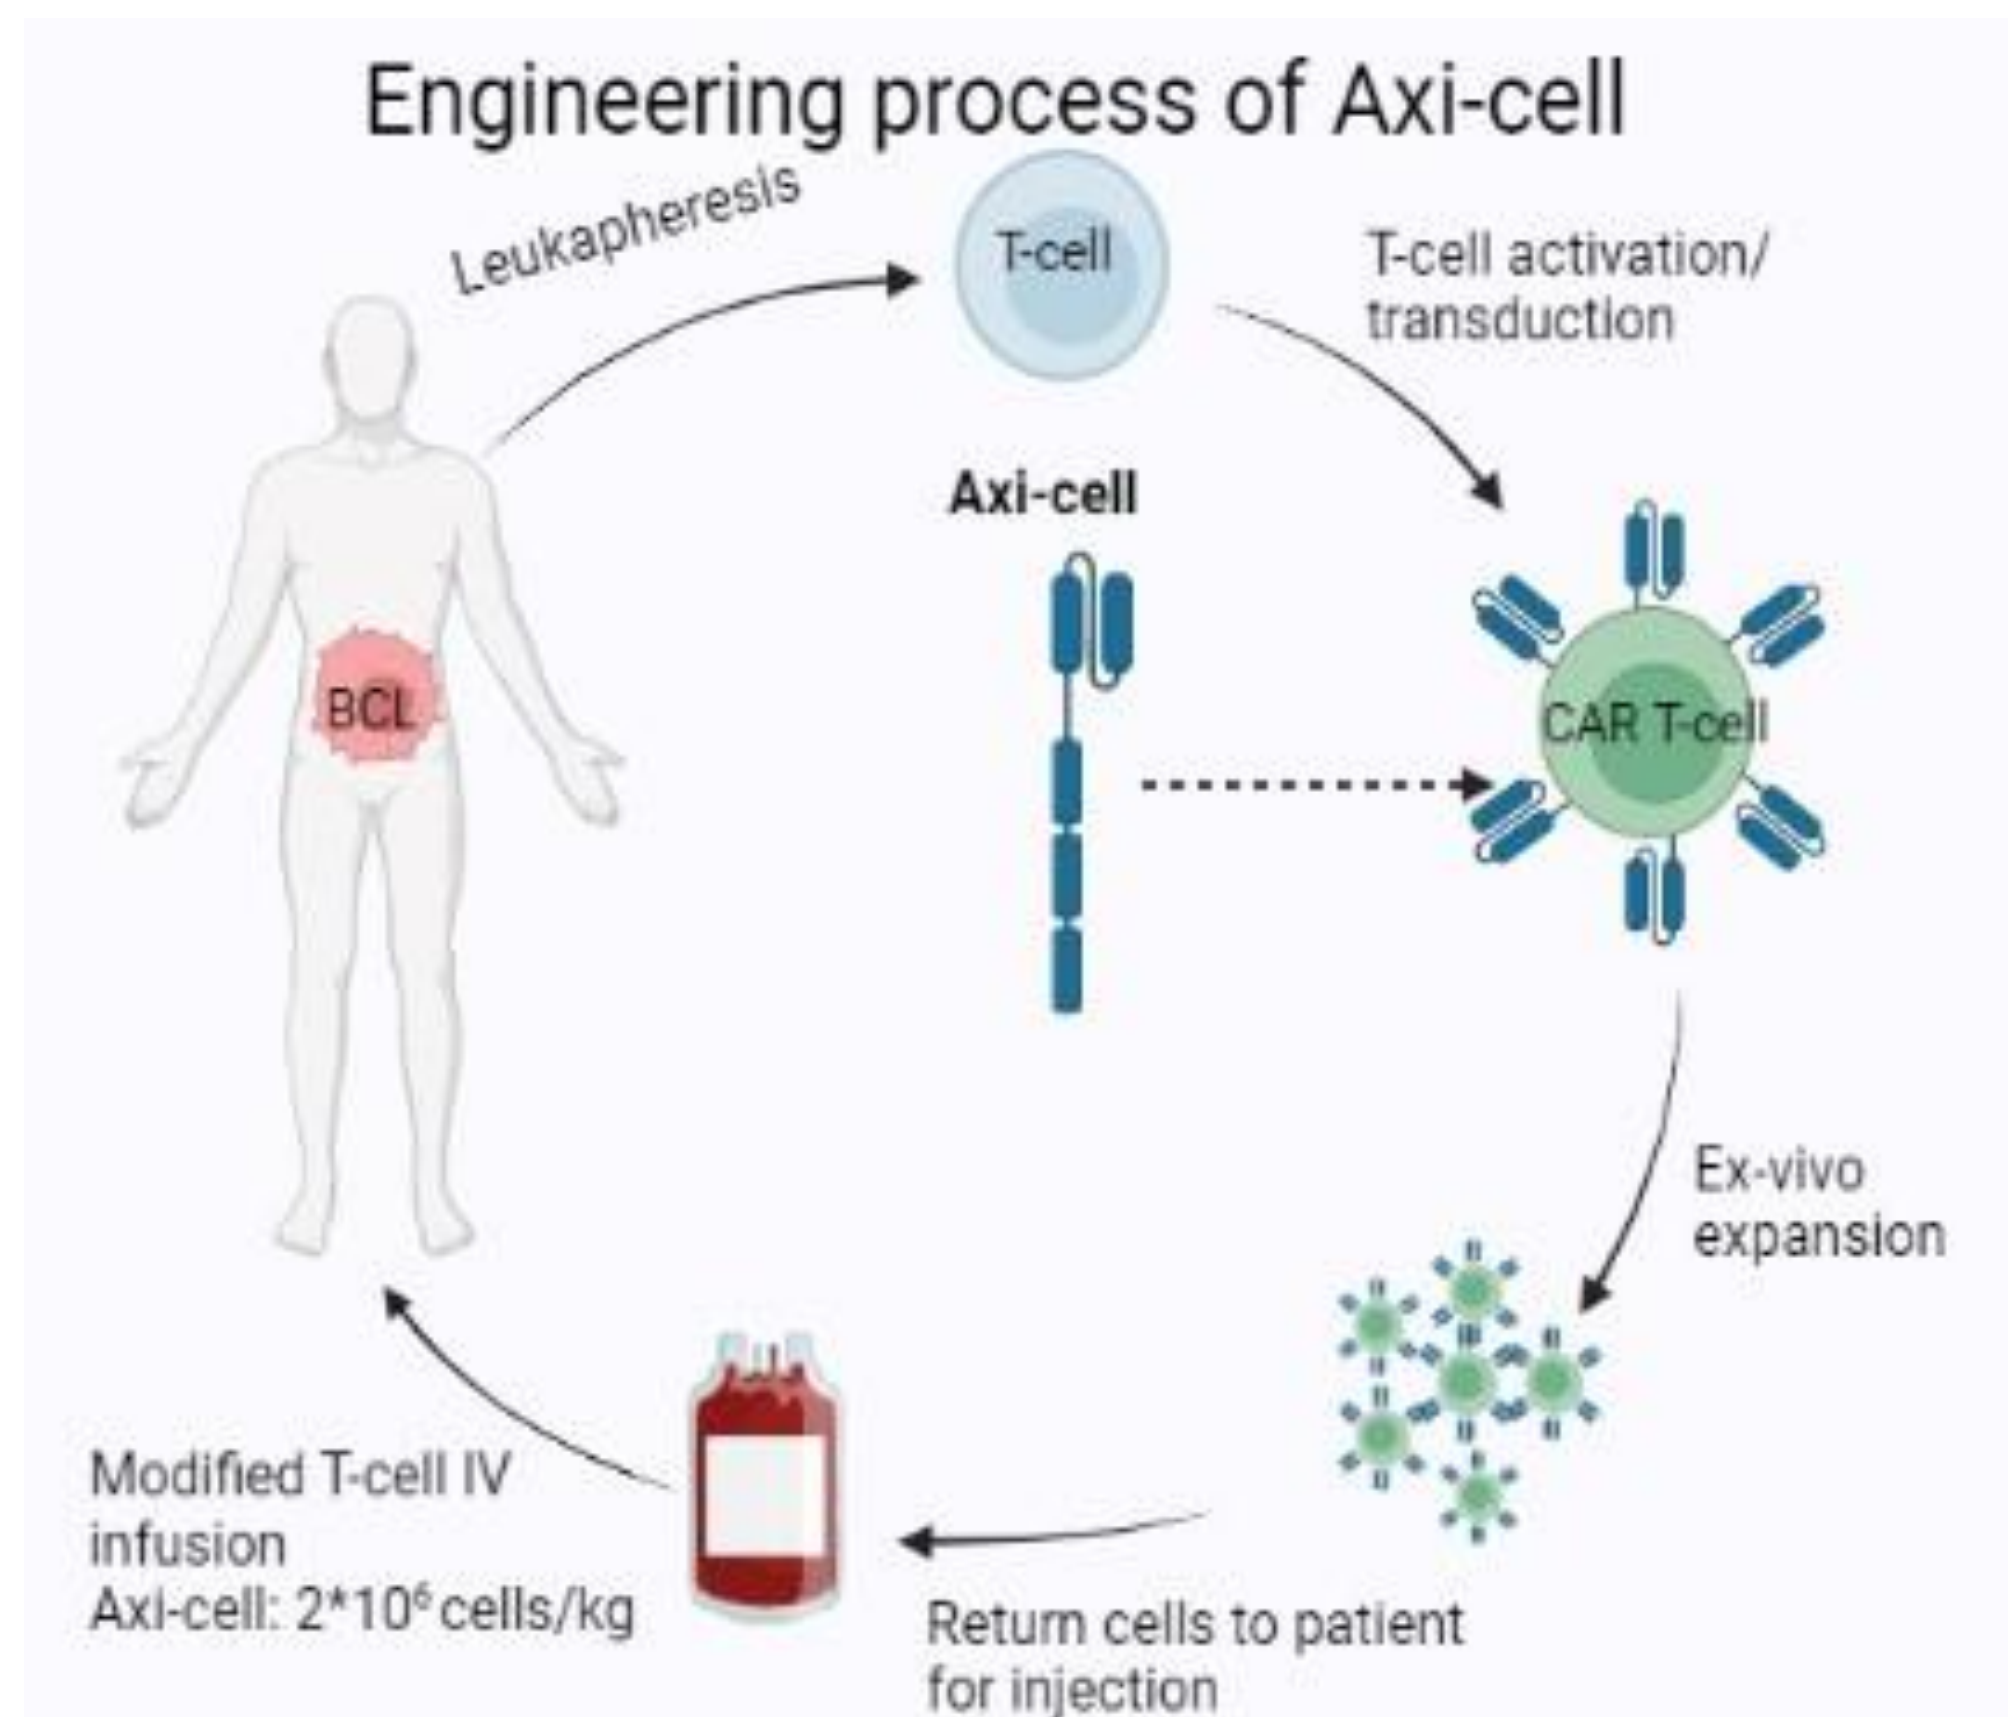 Engineering process of Axi-cell
Leukapheresis
T-cell
T-cell activation/
transduction
Axi-cell
BCL
CAR T-cell
Ex-vivo
expansion
Modified T-cell IV
infusion
Axi-cell: 2*10⁶ cells/kg
Return cells to patient
for injection